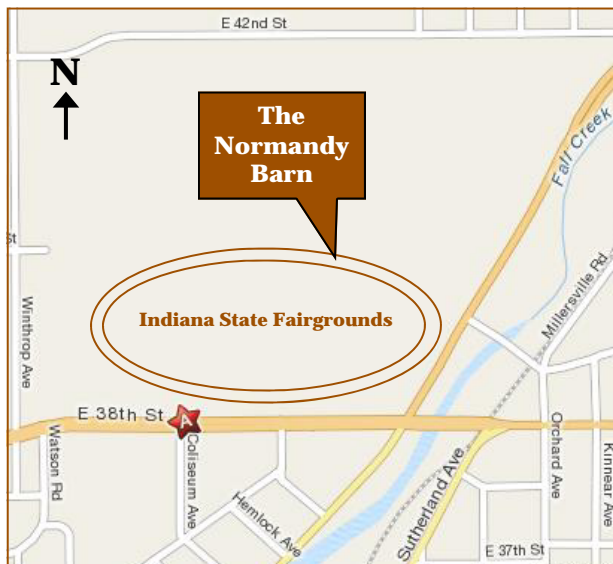 E 42nd St
N
The
Normandy
Barn
Fall Creek
St
Millersville Rd
Winthrop Ave
Indiana State Fairgrounds
E 38th St
A
Watson Rd
Coliseum Ave
Orchard Ave
Kinnear Ave
Hemlock Ave
Sutherland Ave
E 37th St